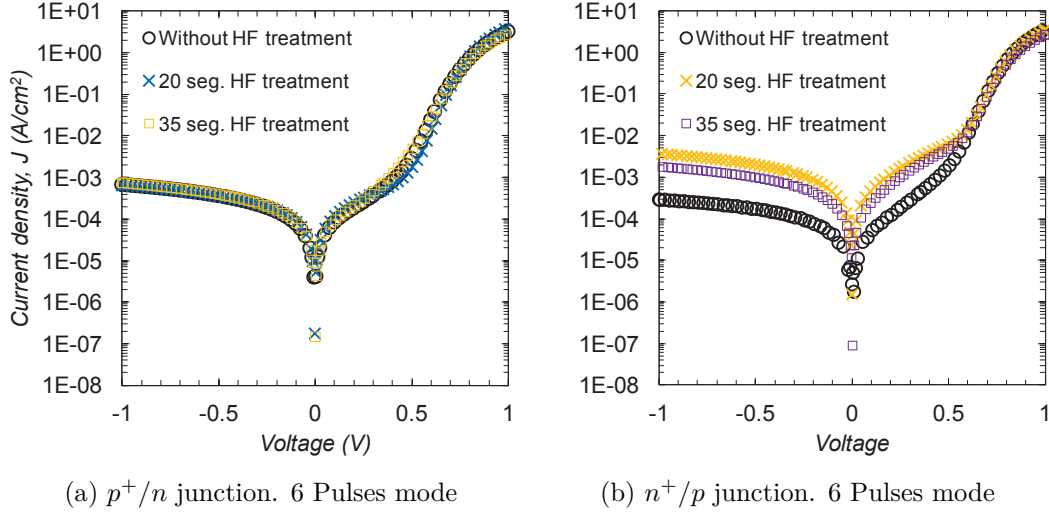 1E+01
1E+00
1E-01
1E-02
1E-03
1E-04
1E-05
1E-06
1E-07
1E-08
Current density, J (A/cm²)
Without HF treatment
20 seg. HF treatment
35 seg. HF treatment
-1 -0.5 0 0.5 1
Voltage (V)
(a) p⁺/n junction. 6 Pulses mode
1E+01
1E+00
1E-01
1E-02
1E-03
1E-04
1E-05
1E-06
1E-07
1E-08
Without HF treatment
20 seg. HF treatment
35 seg. HF treatment
-1 -0.5 0 0.5 1
Voltage
(b) n⁺/p junction. 6 Pulses mode